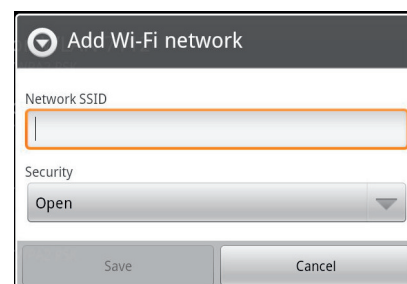 Add Wi-Fi network
Network SSID
Security
Open
Save
Cancel